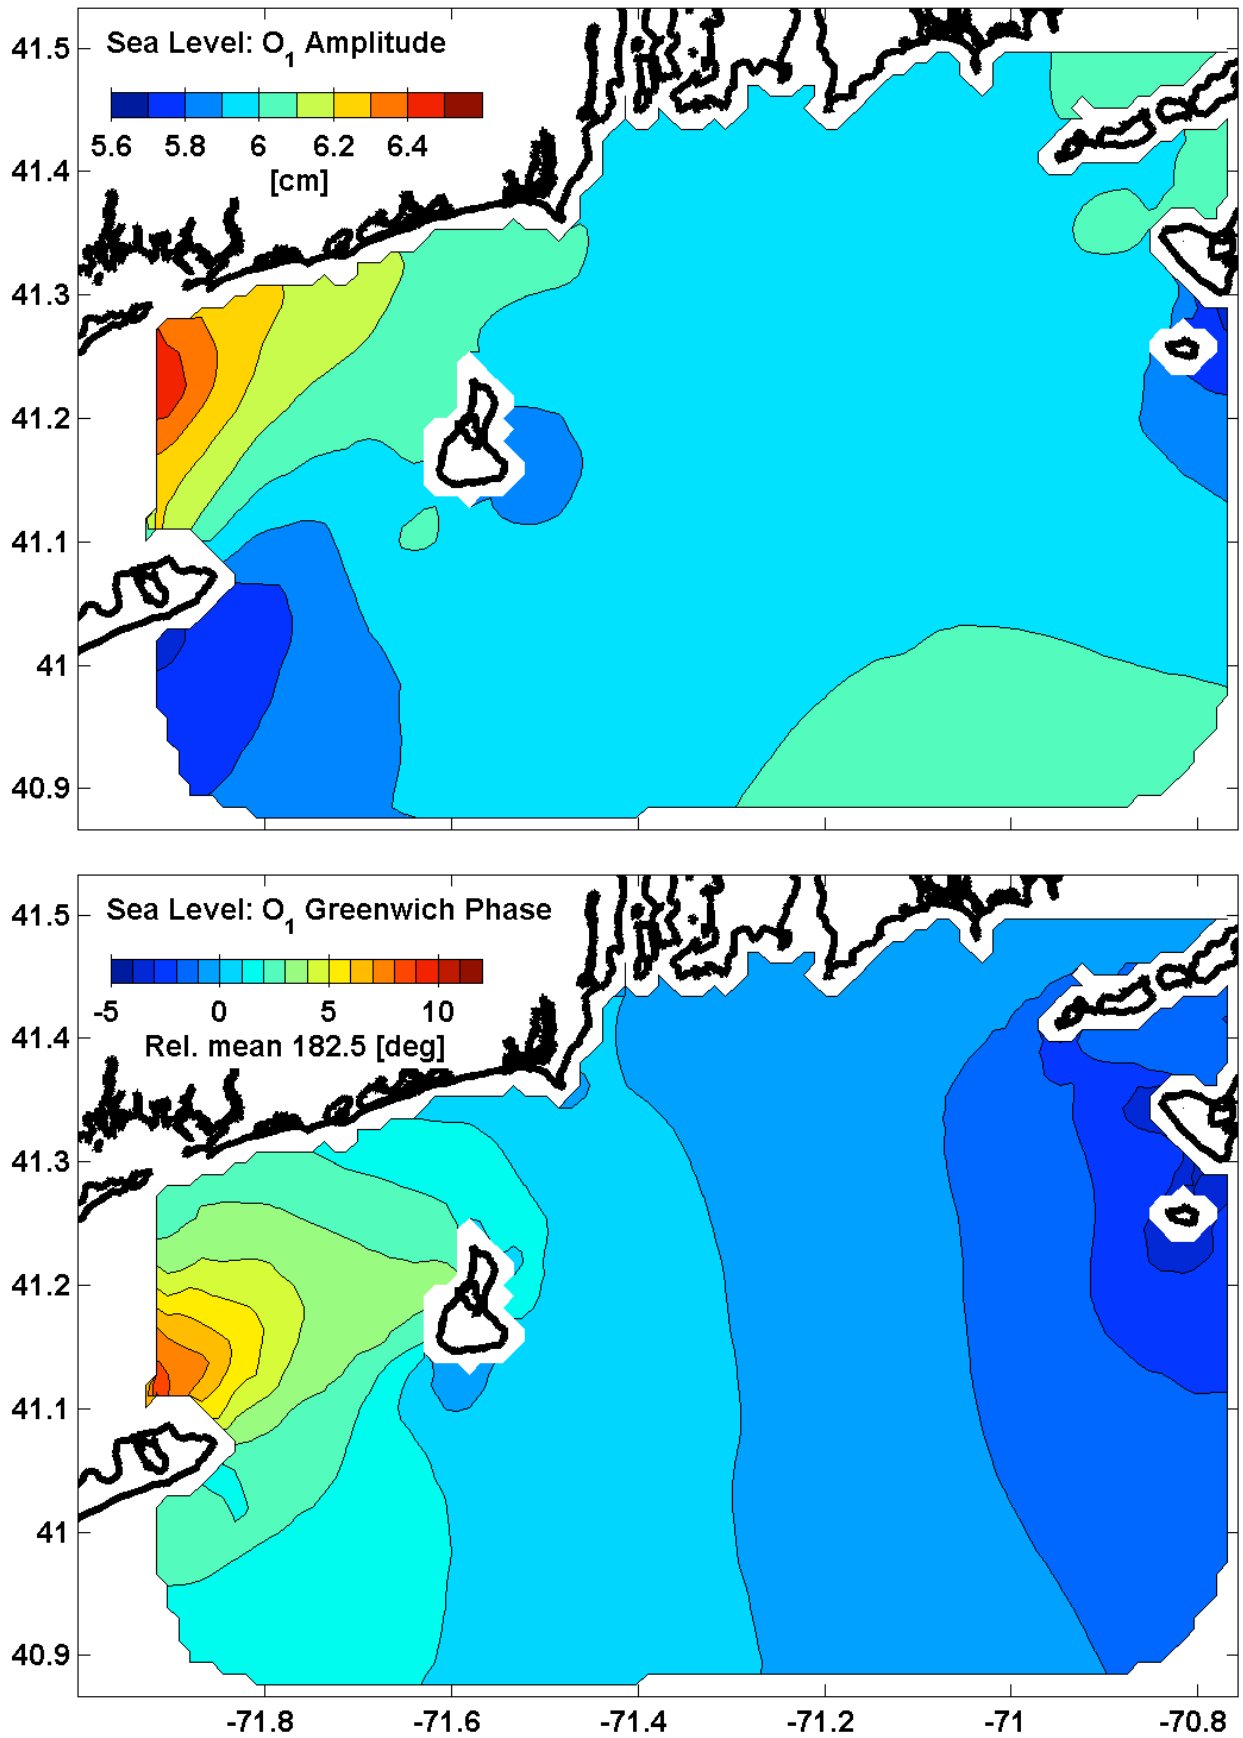 Sea Level: O₁ Amplitude
5.6 5.8 6 6.2 6.4
[cm]
41.5
41.4
41.3
41.2
41.1
41
40.9
Sea Level: O₁ Greenwich Phase
-5 0 5 10
Rel. mean 182.5 [deg]
41.5
41.4
41.3
41.2
41.1
41
40.9
-71.8 -71.6 -71.4 -71.2 -71 -70.8